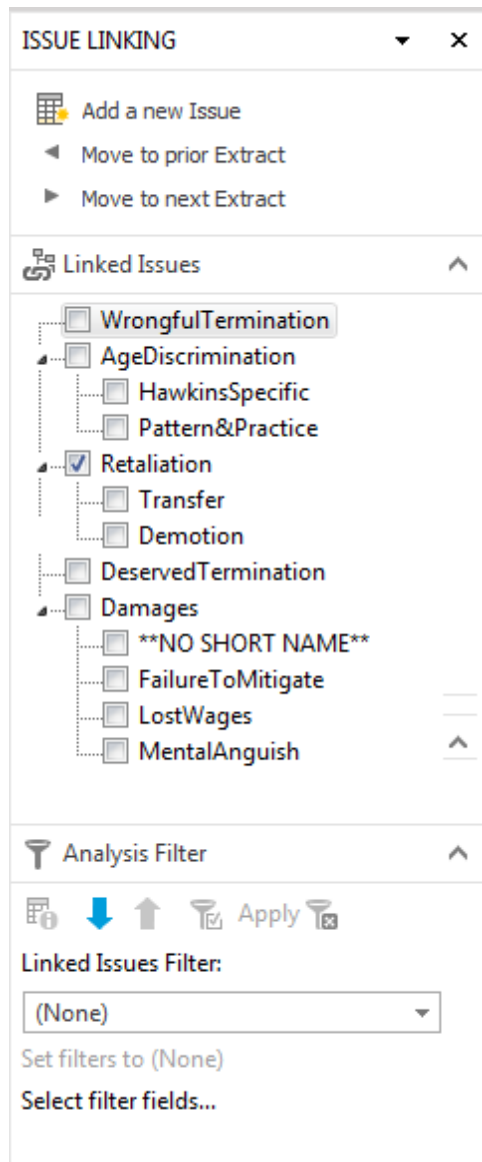 ISSUE LINKING
Add a new Issue
Move to prior Extract
Move to next Extract
Linked Issues
WrongfulTermination
AgeDiscrimination
HawkinsSpecific
Pattern&Practice
Retaliation
Transfer
Demotion
DeservedTermination
Damages
**NO SHORT NAME**
FailureToMitigate
LostWages
MentalAnguish
Analysis Filter
Apply
Linked Issues Filter:
(None)
Set filters to (None)
Select filter fields...